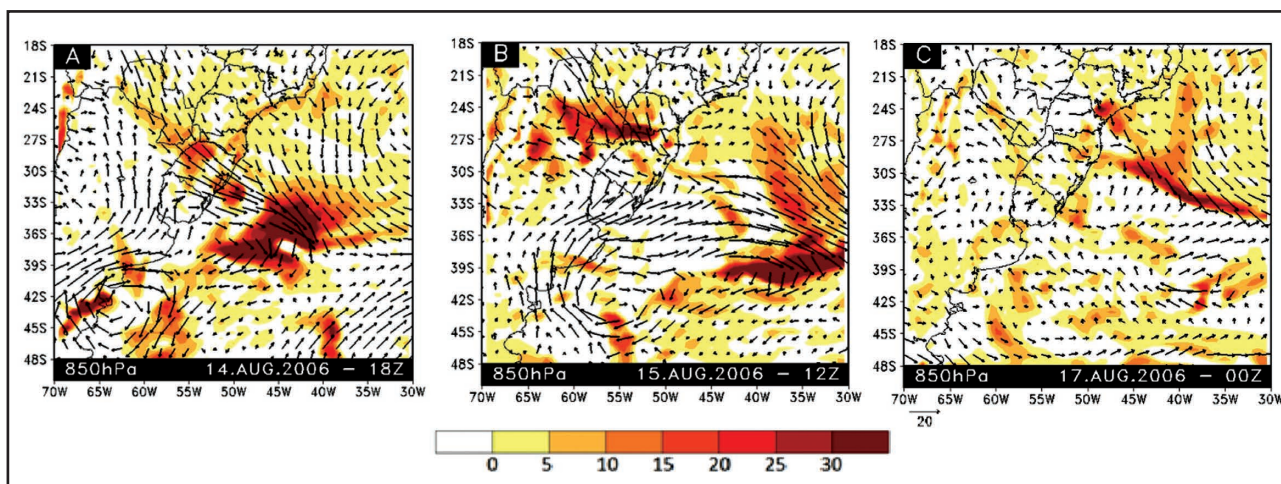 A
18S
21S
24S
27S
30S
33S
36S
39S
42S
45S
48S
850hPa 14.AUG.2006 – 18Z
70W 65W 60W 55W 50W 45W 40W 35W 30W
B
18S
21S
24S
27S
30S
33S
36S
39S
42S
45S
48S
850hPa 15.AUG.2006 – 12Z
70W 65W 60W 55W 50W 45W 40W 35W 30W
C
18S
21S
24S
27S
30S
33S
36S
39S
42S
45S
48S
850hPa 17.AUG.2006 – 00Z
70W 65W 60W 55W 50W 45W 40W 35W 30W
20
0 5 10 15 20 25 30